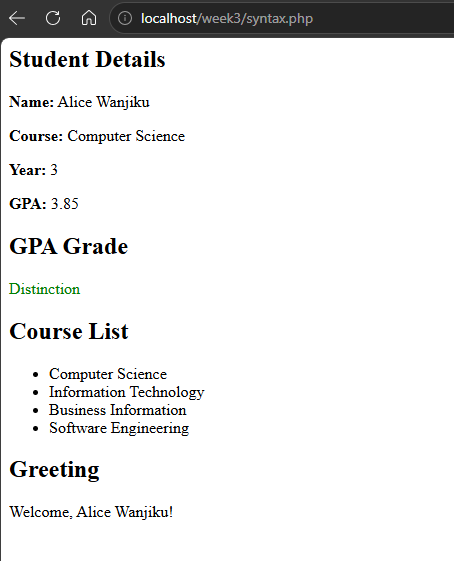 localhost/week3/syntax.php
Student Details
Name: Alice Wanjiku
Course: Computer Science
Year: 3
GPA: 3.85
GPA Grade
Distinction
Course List
• Computer Science
• Information Technology
• Business Information
• Software Engineering
Greeting
Welcome, Alice Wanjiku!